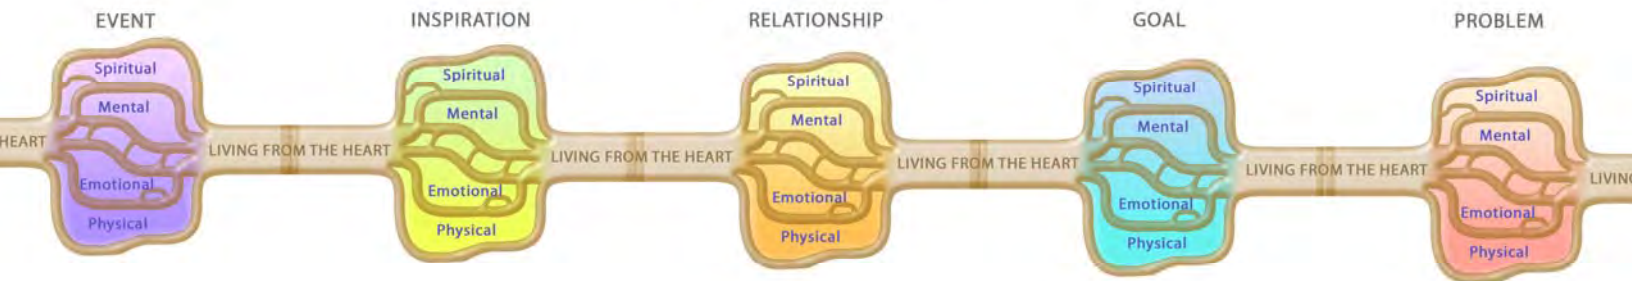 EVENT
INSPIRATION
RELATIONSHIP
GOAL
PROBLEM
Spiritual
Mental
Emotional
Physical
Spiritual
Mental
Emotional
Physical
Spiritual
Mental
Emotional
Physical
Spiritual
Mental
Emotional
Physical
Spiritual
Mental
Emotional
Physical
HEART
LIVING FROM THE HEART
LIVING FROM THE HEART
LIVING FROM THE HEART
LIVING FROM THE HEART
LIVING